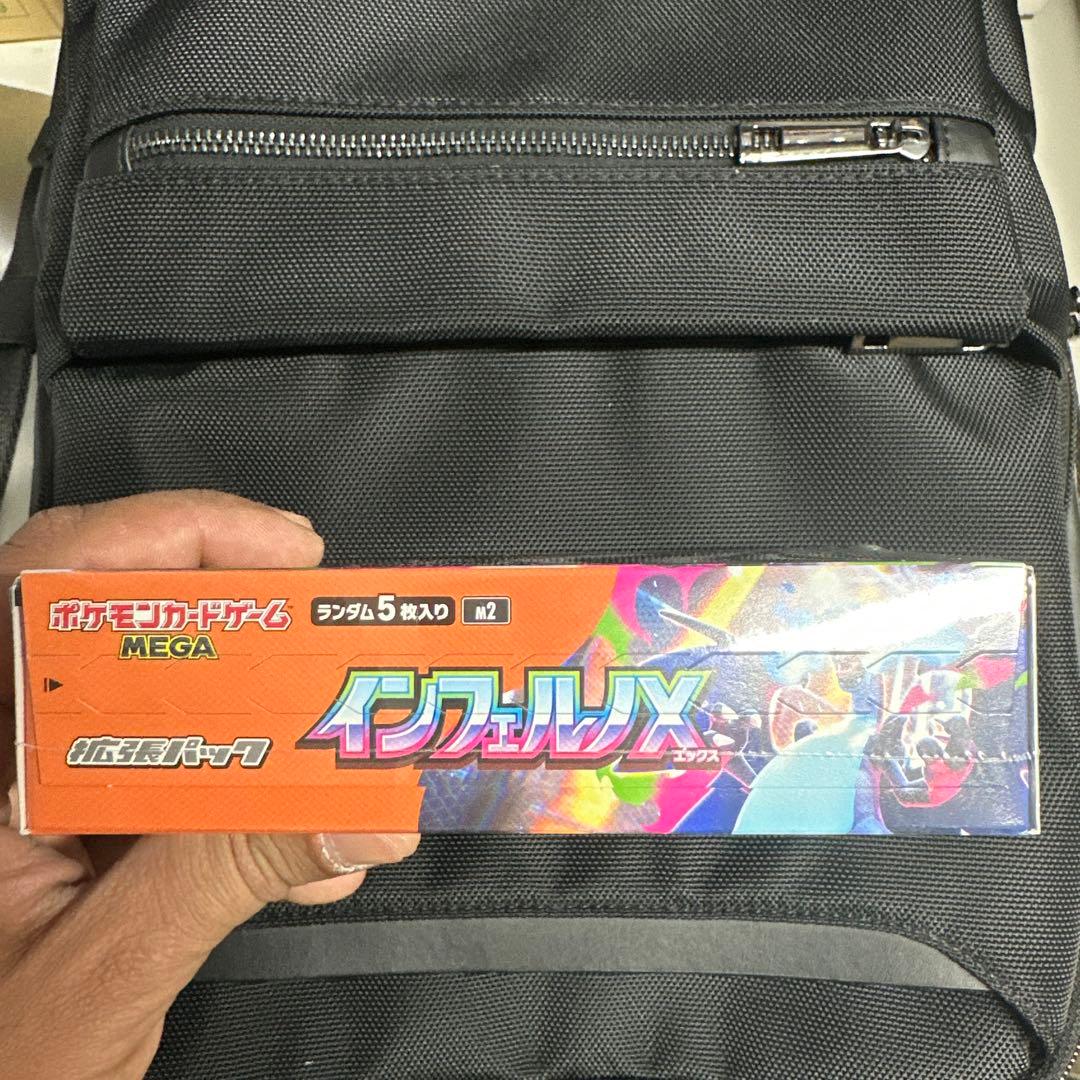 ポケモンカードゲーム
MEGA
ランダム5枚入り
M2
インフェルノX
エックス
拡張パック